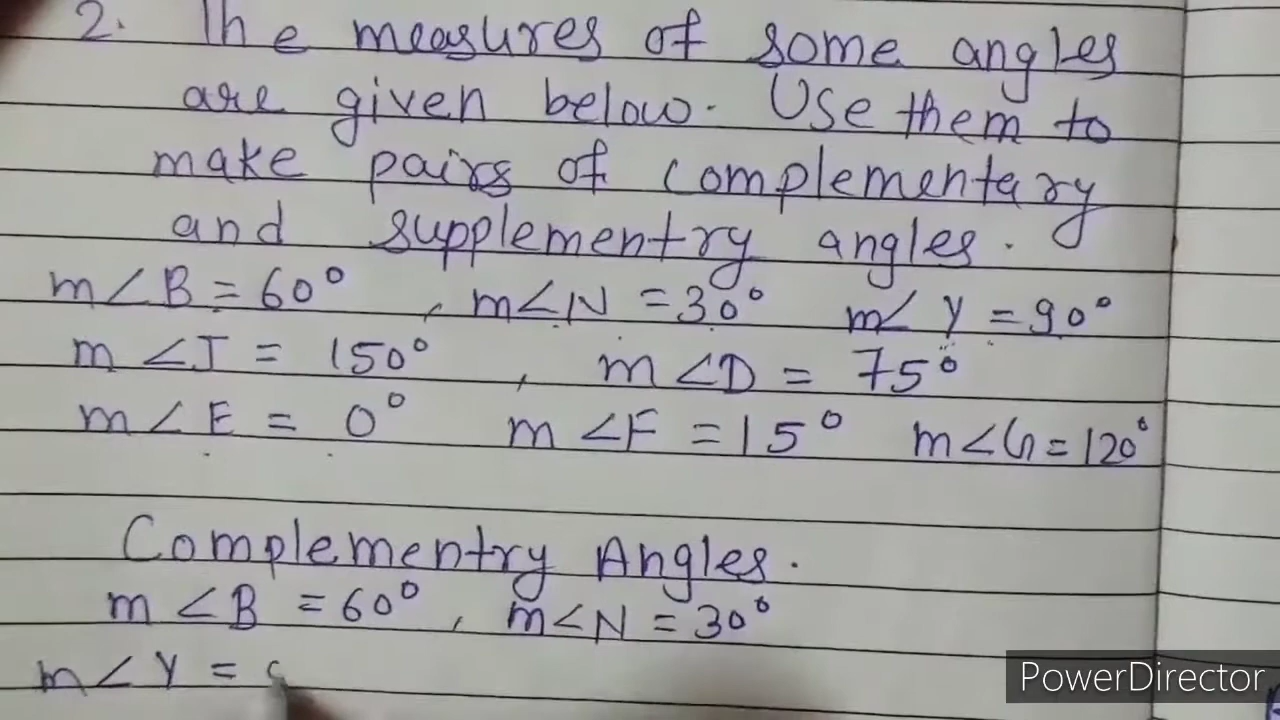 2. The measures of some angles
are given below. Use them to
make pairs of complementary
and supplementry angles.
m∠B = 60° , m∠N = 30° m∠Y = 90°
m∠J = 150° , m∠D = 75°
m∠E = 0° m∠F = 15° m∠G = 120°
Complementry Angles.
m∠B = 60° , m∠N = 30°
m∠Y =
PowerDirector